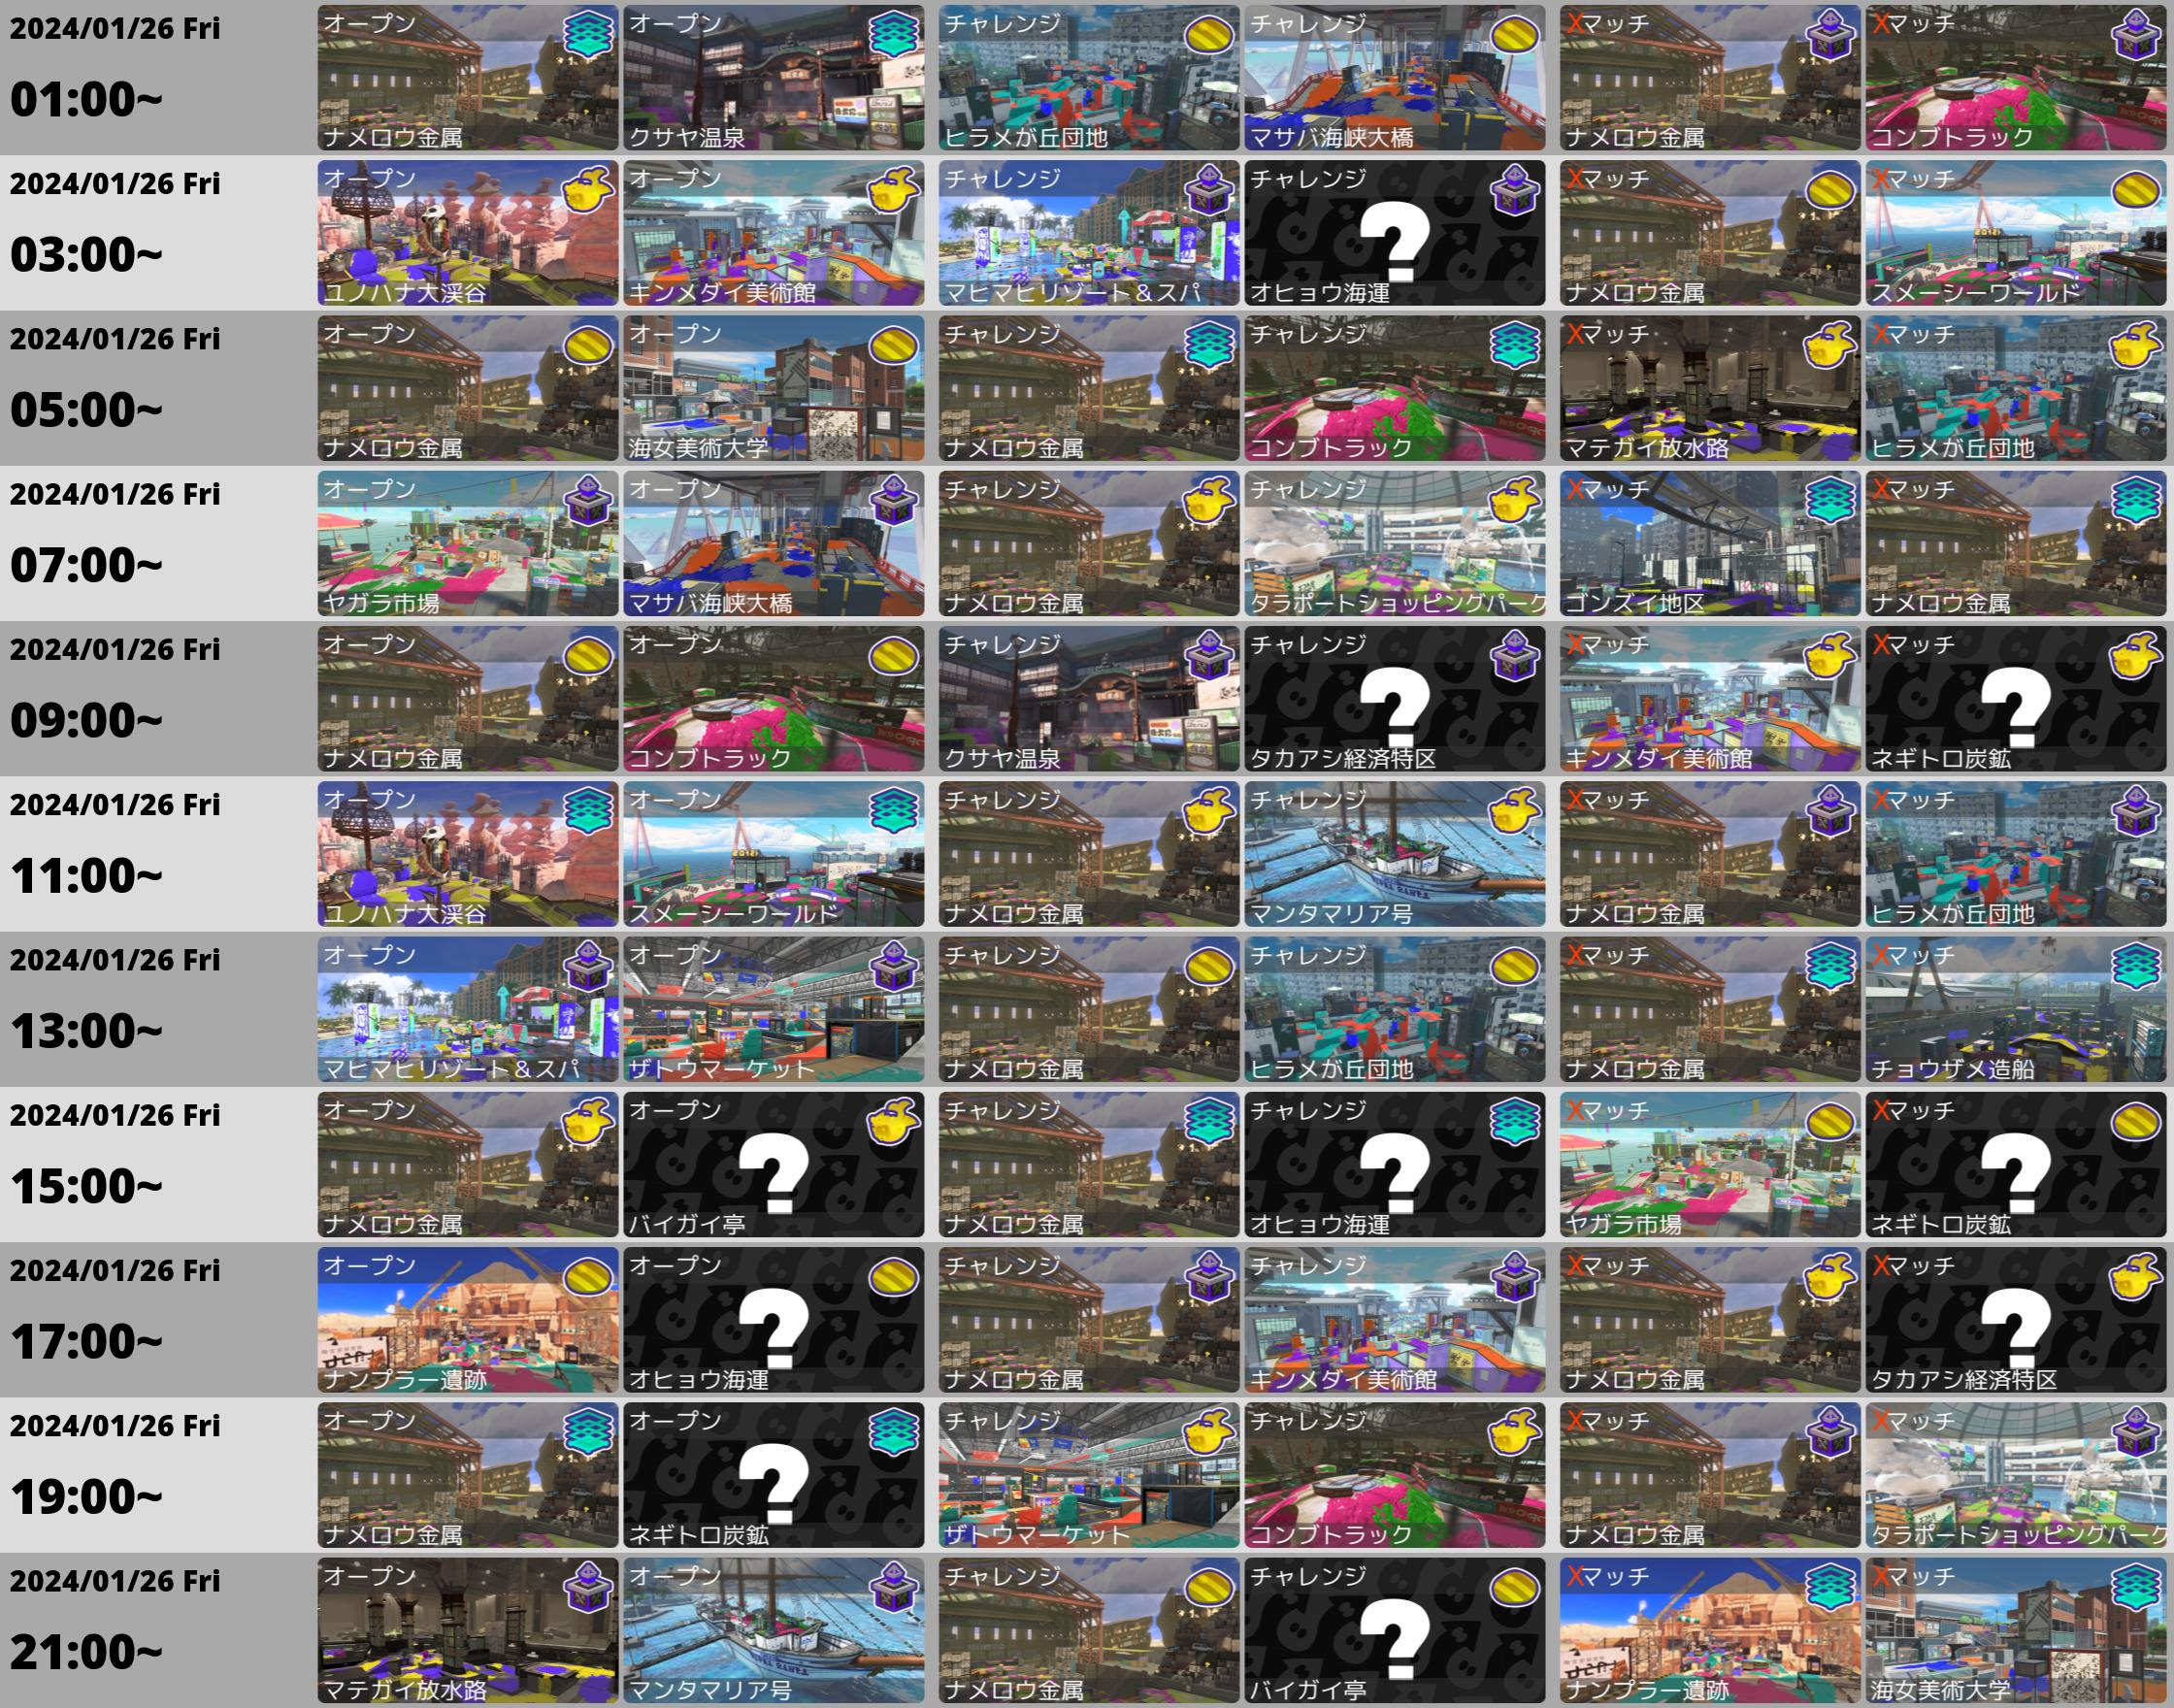 2024/01/26 Fri
01:00~
オープン
ナメロウ金属
オープン
クサヤ温泉
チャレンジ
ヒラメが丘団地
チャレンジ
マサバ海峡大橋
Xマッチ
ナメロウ金属
Xマッチ
コンブトラック
2024/01/26 Fri
03:00~
オープン
ユノハナ大渓谷
オープン
キンメダイ美術館
チャレンジ
マヒマヒリゾート＆スパ
チャレンジ
オヒョウ海運
Xマッチ
ナメロウ金属
Xマッチ
スメーシーワールド
2024/01/26 Fri
05:00~
オープン
ナメロウ金属
オープン
海女美術大学
チャレンジ
ナメロウ金属
チャレンジ
コンブトラック
Xマッチ
マテガイ放水路
Xマッチ
ヒラメが丘団地
2024/01/26 Fri
07:00~
オープン
ヤガラ市場
オープン
マサバ海峡大橋
チャレンジ
ナメロウ金属
チャレンジ
タラポートショッピングパーク
Xマッチ
ゴンズイ地区
Xマッチ
ナメロウ金属
2024/01/26 Fri
09:00~
オープン
ナメロウ金属
オープン
コンブトラック
チャレンジ
クサヤ温泉
チャレンジ
タカアシ経済特区
Xマッチ
キンメダイ美術館
Xマッチ
ネギトロ炭鉱
2024/01/26 Fri
11:00~
オープン
ユノハナ大渓谷
オープン
スメーシーワールド
チャレンジ
ナメロウ金属
チャレンジ
マンタマリア号
Xマッチ
ナメロウ金属
Xマッチ
ヒラメが丘団地
2024/01/26 Fri
13:00~
オープン
マヒマヒリゾート＆スパ
オープン
ザトウマーケット
チャレンジ
ナメロウ金属
チャレンジ
ヒラメが丘団地
Xマッチ
ナメロウ金属
Xマッチ
チョウザメ造船
2024/01/26 Fri
15:00~
オープン
ナメロウ金属
オープン
バイガイ亭
チャレンジ
ナメロウ金属
チャレンジ
オヒョウ海運
Xマッチ
ヤガラ市場
Xマッチ
ネギトロ炭鉱
2024/01/26 Fri
17:00~
オープン
ナンプラー遺跡
オープン
オヒョウ海運
チャレンジ
ナメロウ金属
チャレンジ
キンメダイ美術館
Xマッチ
ナメロウ金属
Xマッチ
タカアシ経済特区
2024/01/26 Fri
19:00~
オープン
ナメロウ金属
オープン
ネギトロ炭鉱
チャレンジ
ザトウマーケット
チャレンジ
コンブトラック
Xマッチ
ナメロウ金属
Xマッチ
タラポートショッピングパーク
2024/01/26 Fri
21:00~
オープン
マテガイ放水路
オープン
マンタマリア号
チャレンジ
ナメロウ金属
チャレンジ
バイガイ亭
Xマッチ
ナンプラー遺跡
Xマッチ
海女美術大学